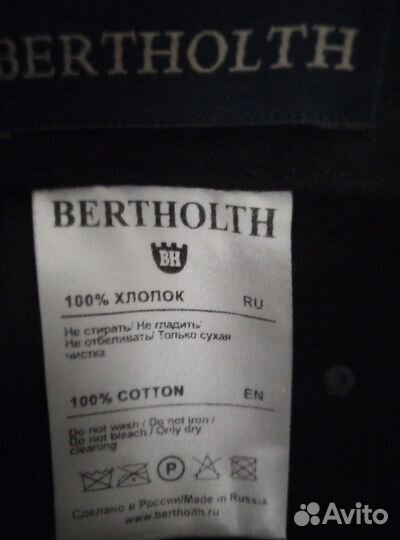 BERTHOLTH
BERTHOLTH
BH
100% ХЛОПОК RU
Не стирать/ Не гладить/
Не отбеливать/ Только сухая
чистка
100% COTTON EN
Do not wash / Do not iron /
Do not bleach / Only dry
cleaning
P
Сделано в России/Made in Russia
www.bertholth.ru
Avito